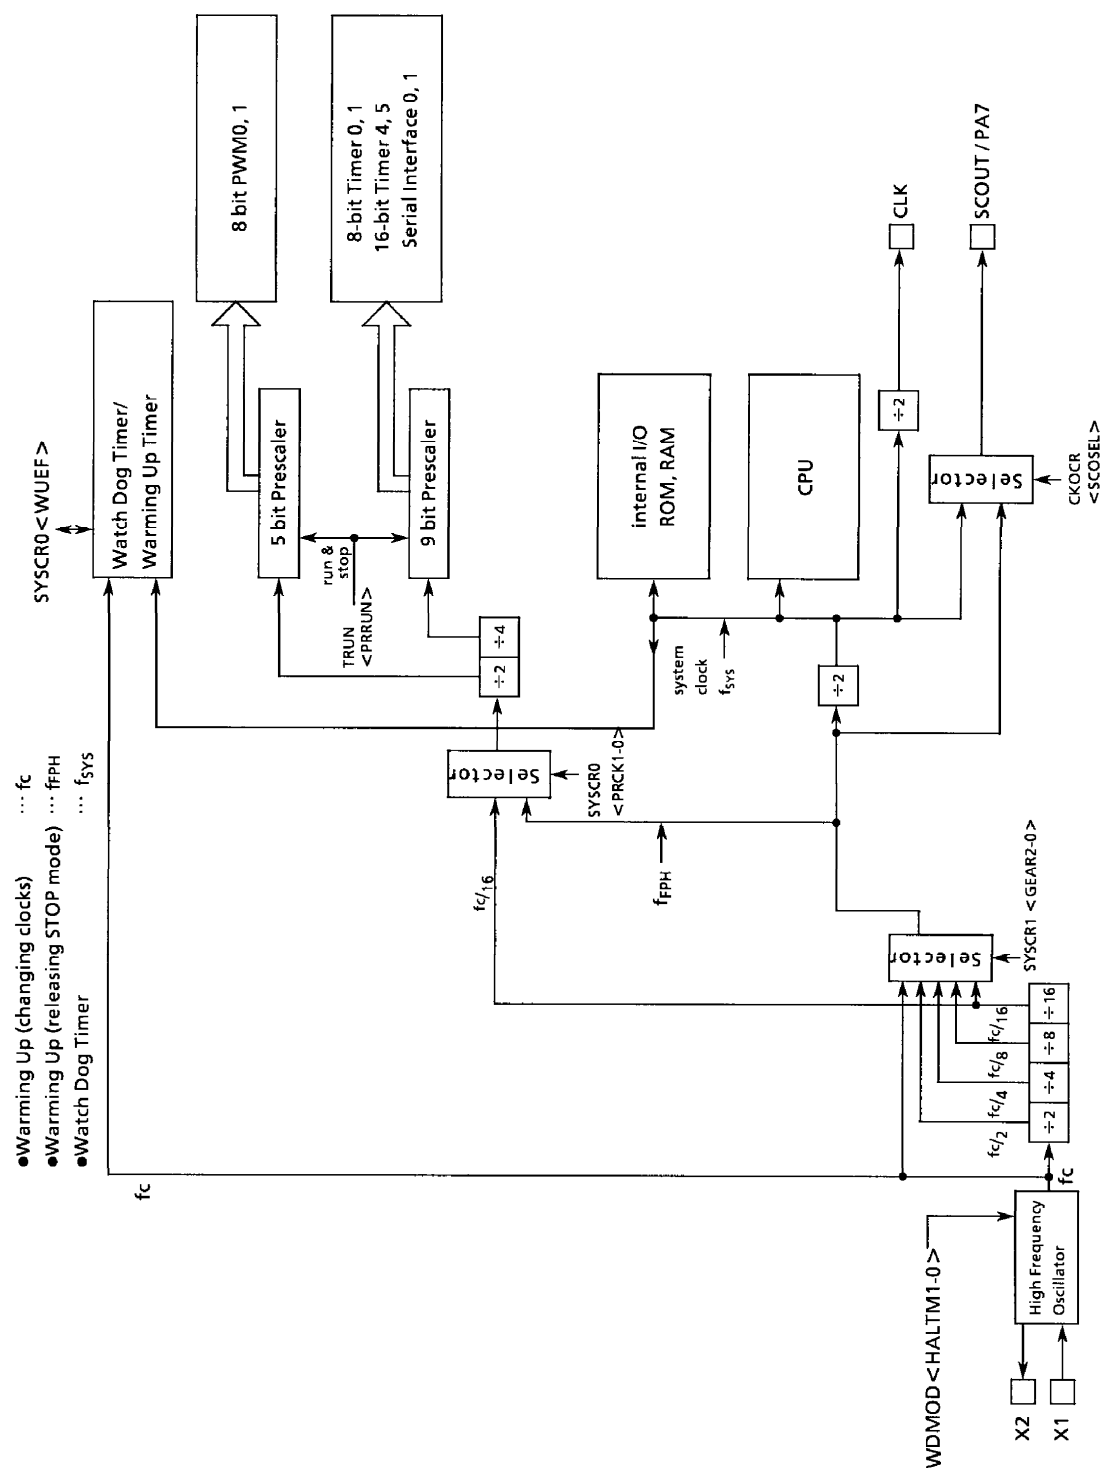 ●Warming Up (changing clocks) ··· fc
●Warming Up (releasing STOP mode) ··· fFPH
●Watch Dog Timer ··· fSYS
SYSCR0<WUEF>
fc
Watch Dog Timer/
Warming Up Timer
8 bit PWM0, 1
5 bit Prescaler
run &
stop
TRUN
<PRRUN>
8-bit Timer 0, 1
16-bit Timer 4, 5
Serial Interface 0, 1
9 bit Prescaler
÷2
÷4
Selector
SYSCR0
<PRCK1-0>
fc/16
fFPH
internal I/O
ROM, RAM
system
clock
fSYS
CPU
÷2
÷2
CLK
Selector
SCOUT / PA7
CKOCR
<SCOSEL>
Selector
SYSCR1 <GEAR2-0>
fc/2
fc/4
fc/8
fc/16
÷2
÷4
÷8
÷16
fc
WDMOD<HALTM1-0>
High Frequency
Oscillator
X2
X1